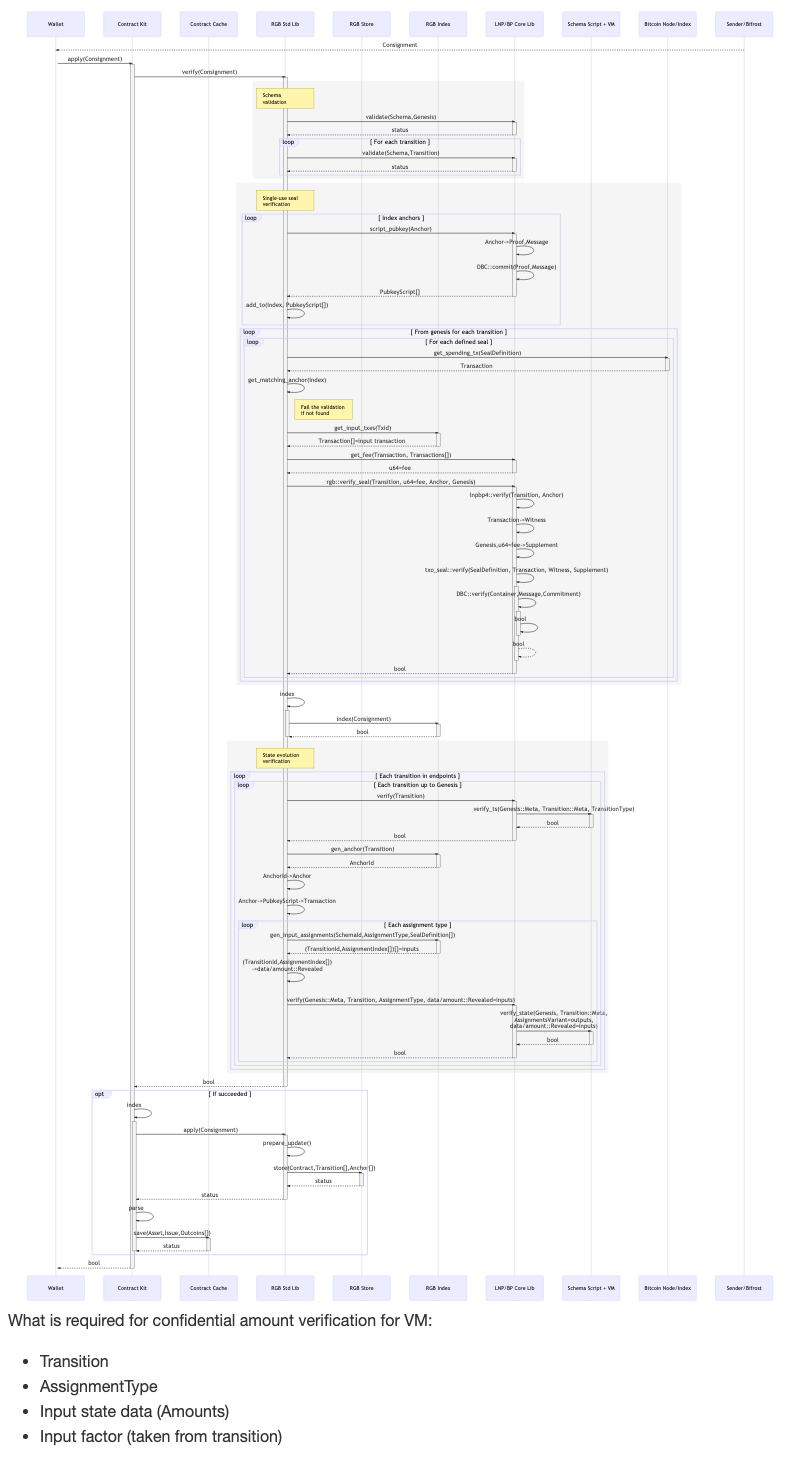 Wallet
Contract Kit
Contract Cache
RGB Std Lib
RGB Store
RGB Index
LNP/BP Core Lib
Schema Script + VM
Bitcoin Node/Index
Sender/Bifrost
Consignment
apply(Consignment)
verify(Consignment)
Schema
validation
validate(Schema,Genesis)
status
loop
[ For each transition ]
validate(Schema,Transition)
status
Single-use seal
verification
loop
[ Index anchors ]
script_pubkey(Anchor)
Anchor->Proof,Message
DBC::commit(Proof,Message)
PubkeyScript[]
add_to(Index, PubkeyScript[])
loop
[ From genesis for each transition ]
loop
[ For each defined seal ]
get_spending_tx(SealDefinition)
Transaction
get_matching_anchor(Index)
Fail the validation
if not found
get_input_txes(Txid)
Transaction[]=input transaction
get_fee(Transaction, Transactions[])
u64=fee
rgb::verify_seal(Transition, u64=fee, Anchor, Genesis)
lnpbp4::verify(Transition, Anchor)
Transaction->Witness
Genesis,u64=fee->Supplement
txo_seal::verify(SealDefinition, Transaction, Witness, Supplement)
DBC::verify(Container,Message,Commitment)
bool
bool
bool
index
index(Consignment)
bool
State evolution
verification
loop
[ Each transition in endpoints ]
loop
[ Each transition up to Genesis ]
verify(Transition)
verify_ts(Genesis::Meta, Transition::Meta, TransitionType)
bool
bool
gen_anchor(Transition)
AnchorId
AnchorId->Anchor
Anchor->PubkeyScript->Transaction
loop
[ Each assignment type ]
gen_input_assignments(SchemaId,AssignmentType,SealDefinition[])
(TransitionId,AssignmentIndex[])[]=inputs
(TransitionId,AssignmentIndex[])
->data/amount::Revealed
verify(Genesis::Meta, Transition, AssignmentType, data/amount::Revealed=inputs)
verify_state(Genesis, Transition::Meta,
AssignmentsVariant=outputs,
data/amount::Revealed=inputs)
bool
bool
bool
opt
[ If succeeded ]
index
apply(Consignment)
prepare_update()
store(Contract,Transition[],Anchor[])
status
status
parse
save(Asset,Issue,Outcoins[])
status
bool
Wallet
Contract Kit
Contract Cache
RGB Std Lib
RGB Store
RGB Index
LNP/BP Core Lib
Schema Script + VM
Bitcoin Node/Index
Sender/Bifrost
What is required for confidential amount verification for VM:
• Transition
• AssignmentType
• Input state data (Amounts)
• Input factor (taken from transition)